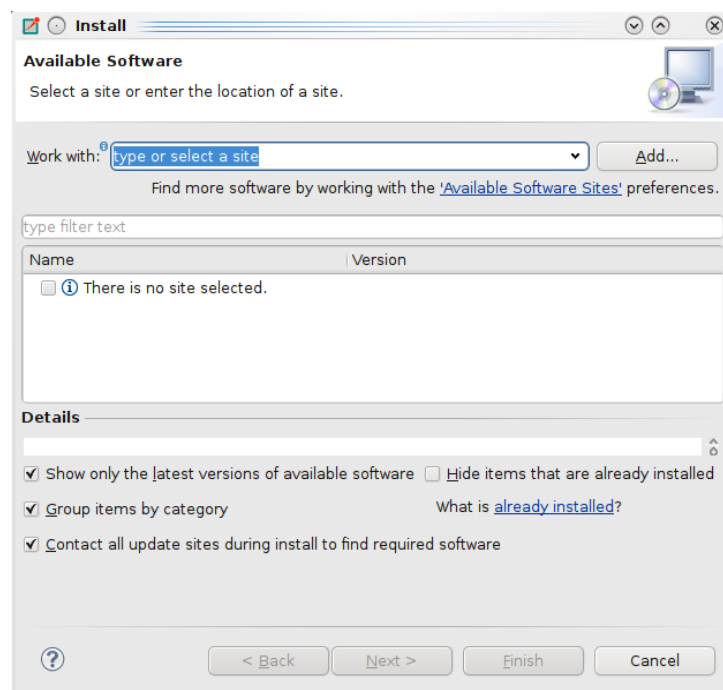 Install
Available Software
Select a site or enter the location of a site.
Work with: type or select a site Add...
Find more software by working with the 'Available Software Sites' preferences.
type filter text
Name Version
There is no site selected.
Details
Show only the latest versions of available software Hide items that are already installed
Group items by category What is already installed?
Contact all update sites during install to find required software
? < Back Next > Finish Cancel